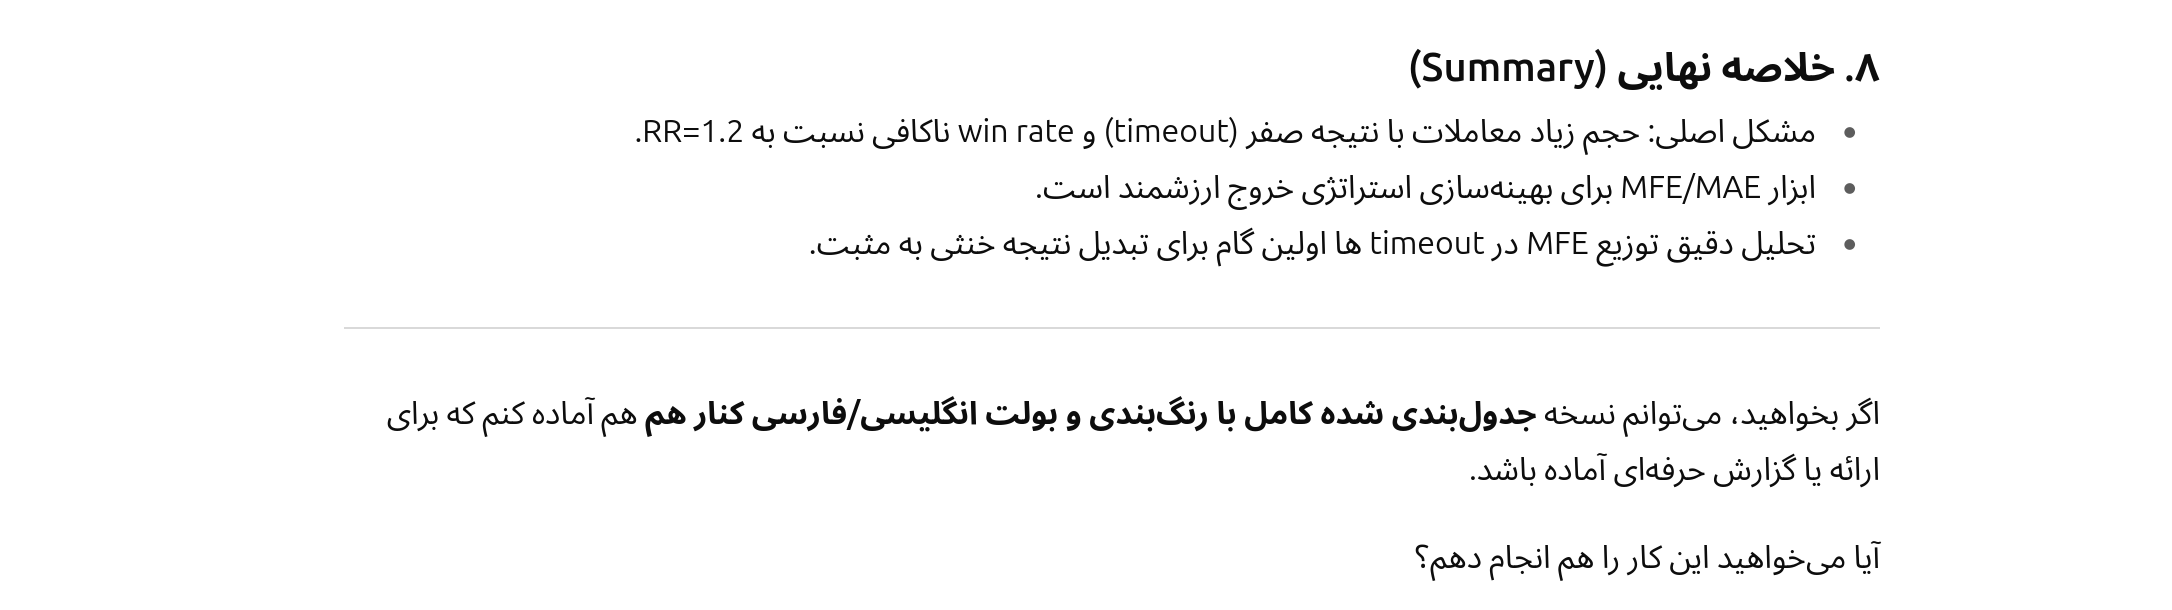 ۸. خلاصه نهایی (Summary)
• مشکل اصلی: حجم زیاد معاملات با نتیجه صفر (timeout) و win rate ناکافی نسبت به RR=1.2.
• ابزار MFE/MAE برای بهینه‌سازی استراتژی خروج ارزشمند است.
• تحلیل دقیق توزیع MFE در timeout ها اولین گام برای تبدیل نتیجه خنثی به مثبت.
اگر بخواهید، می‌توانم نسخه جدول‌بندی شده کامل با رنگ‌بندی و بولت انگلیسی/فارسی کنار هم هم آماده کنم که برای
ارائه یا گزارش حرفه‌ای آماده باشد.
آیا می‌خواهید این کار را هم انجام دهم؟